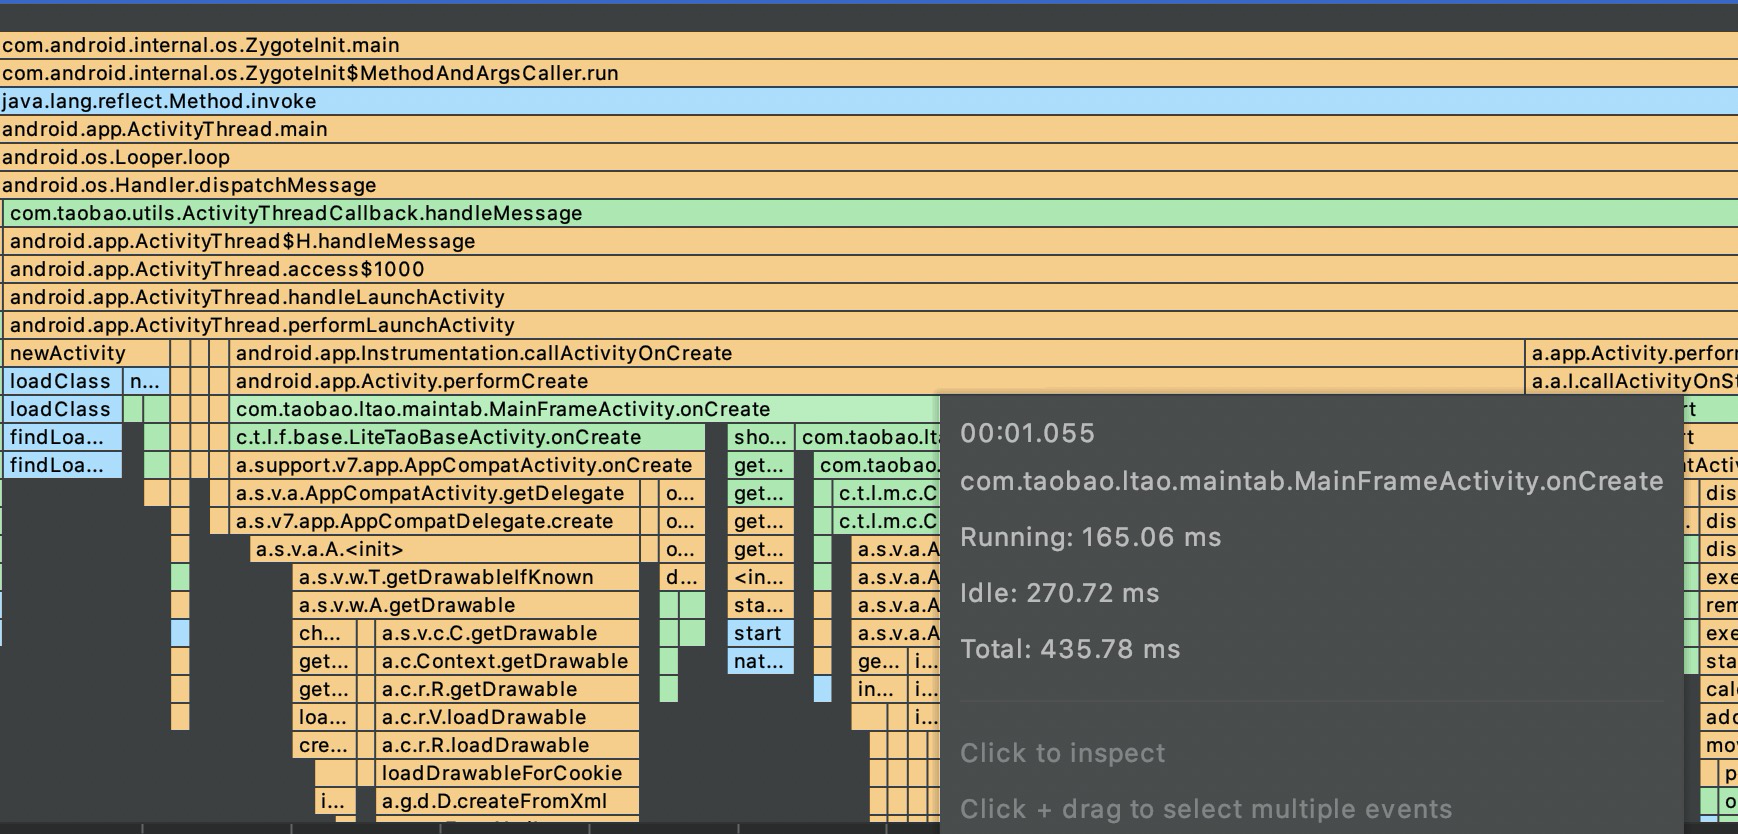 com.android.internal.os.ZygoteInit.main
com.android.internal.os.ZygoteInit$MethodAndArgsCaller.run
java.lang.reflect.Method.invoke
android.app.ActivityThread.main
android.os.Looper.loop
android.os.Handler.dispatchMessage
com.taobao.utils.ActivityThreadCallback.handleMessage
android.app.ActivityThread$H.handleMessage
android.app.ActivityThread.access$1000
android.app.ActivityThread.handleLaunchActivity
android.app.ActivityThread.performLaunchActivity
newActivity android.app.Instrumentation.callActivityOnCreate a.app.Activity.perfor
loadClass n... android.app.Activity.performCreate a.a.I.callActivityOnSt
loadClass com.taobao.ltao.maintab.MainFrameActivity.onCreate rt
findLoa... c.t.l.f.base.LiteTaoBaseActivity.onCreate sho... com.taobao.lta rt
findLoa... a.support.v7.app.AppCompatActivity.onCreate get... com.taobao. tActiv
a.s.v.a.AppCompatActivity.getDelegate o... get... c.t.l.m.c.C dis
a.s.v7.app.AppCompatDelegate.create o... get... c.t.l.m.c.C . dis
a.s.v.a.A.<init> o... get... a.s.v.a.A dis
a.s.v.w.T.getDrawableIfKnown d... <in... a.s.v.a.A exe
a.s.v.w.A.getDrawable sta... a.s.v.a.A rem
ch... a.s.v.c.C.getDrawable start a.s.v.a.A exe
get... a.c.Context.getDrawable nat... ge... i... sta
get... a.c.r.R.getDrawable in... i... cal
loa... a.c.r.V.loadDrawable i... add
cre... a.c.r.R.loadDrawable mov
loadDrawableForCookie p
i... a.g.d.D.createFromXml o
00:01.055
com.taobao.ltao.maintab.MainFrameActivity.onCreate
Running: 165.06 ms
Idle: 270.72 ms
Total: 435.78 ms
Click to inspect
Click + drag to select multiple events